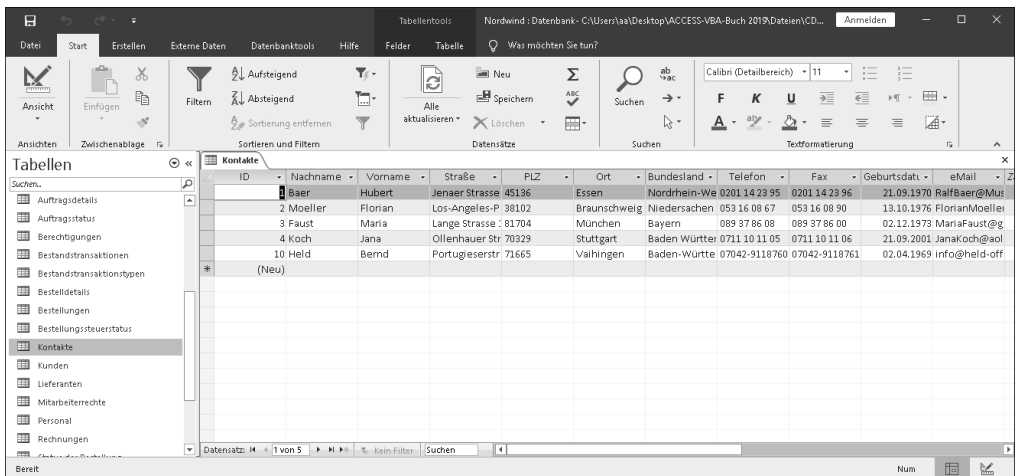 Tabellentools
Nordwind : Datenbank- C:\Users\aa\Desktop\ACCESS-VBA-Buch 2019\Dateien\CD...
Anmelden
Datei Start Erstellen Externe Daten Datenbanktools Hilfe Felder Tabelle Was möchten Sie tun?
Ansicht
Einfügen
Filtern
Aufsteigend
Absteigend
Sortierung entfernen
Alle
aktualisieren
Neu
Speichern
Löschen
Suchen
Calibri (Detailbereich) 11
F K U
Ansichten Zwischenablage Sortieren und Filtern Datensätze Suchen Textformatierung
Tabellen
Suchen...
Auftragsdetails
Auftragsstatus
Berechtigungen
Bestandstransaktionen
Bestandstransaktionstypen
Bestelldetails
Bestellungen
Bestellungssteuerstatus
Kontakte
Kunden
Lieferanten
Mitarbeiterrechte
Personal
Rechnungen
Kontakte
ID Nachname Vorname Straße PLZ Ort Bundesland Telefon Fax Geburtsdatu eMail
1 Baer Hubert Jenaer Strasse 45136 Essen Nordrhein-We 0201 14 23 95 0201 14 23 96 21.09.1970 RalfBaer@Mus
2 Moeller Florian Los-Angeles-P 38102 Braunschweig Niedersachen 053 16 08 67 053 16 08 90 13.10.1976 FlorianMoelle
3 Faust Maria Lange Strasse 81704 München Bayern 089 37 86 08 089 37 86 00 02.12.1973 MariaFaust@g
4 Koch Jana Ollenhauer Str 70329 Stuttgart Baden Württe 0711 10 11 05 0711 10 11 06 21.09.2001 JanaKoch@aol
10 Held Bernd Portugieserstr 71665 Vaihingen Baden-Württe 07042-9118760 07042-9118761 02.04.1969 info@held-off
(Neu)
Datensatz: 1 von 5 Kein Filter Suchen
Bereit
Num